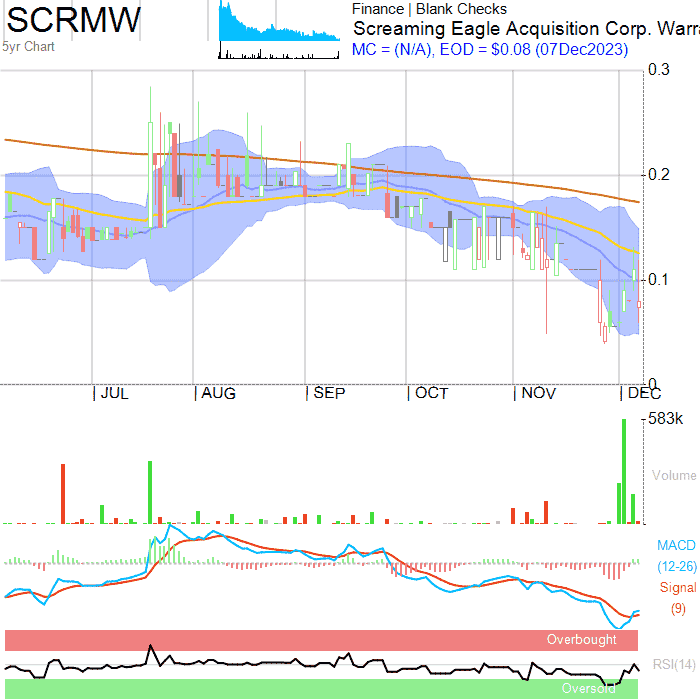 SCRMW
5yr Chart
Finance | Blank Checks
Screaming Eagle Acquisition Corp. Warra
MC = (N/A), EOD = $0.08 (07Dec2023)
0.3
0.2
0.1
0
JUL AUG SEP OCT NOV DEC
583k
Volume
MACD
(12-26)
Signal
(9)
Overbought
RSI(14)
Oversold